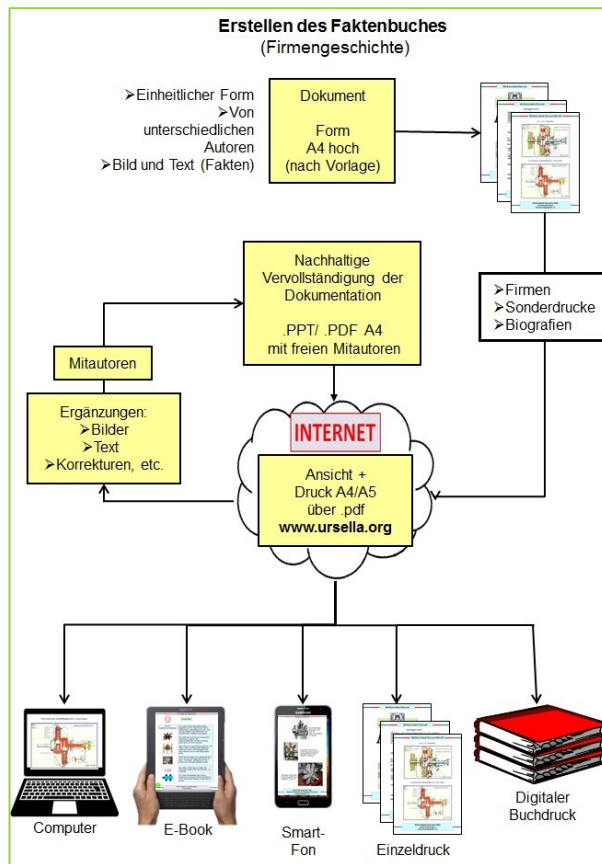 Erstellen des Faktenbuches
(Firmengeschichte)
➢Einheitlicher Form
➢Von
unterschiedlichen
Autoren
➢Bild und Text (Fakten)
Dokument
Form
A4 hoch
(nach Vorlage)
➢Firmen
➢Sonderdrucke
➢Biografien
Nachhaltige
Vervollständigung der
Dokumentation
.PPT/ .PDF A4
mit freien Mitautoren
Mitautoren
Ergänzungen:
➢Bilder
➢Text
➢Korrekturen, etc.
INTERNET
Ansicht +
Druck A4/A5
über .pdf
www.ursella.org
Computer
E-Book
Smart-
Fon
Einzeldruck
Digitaler
Buchdruck